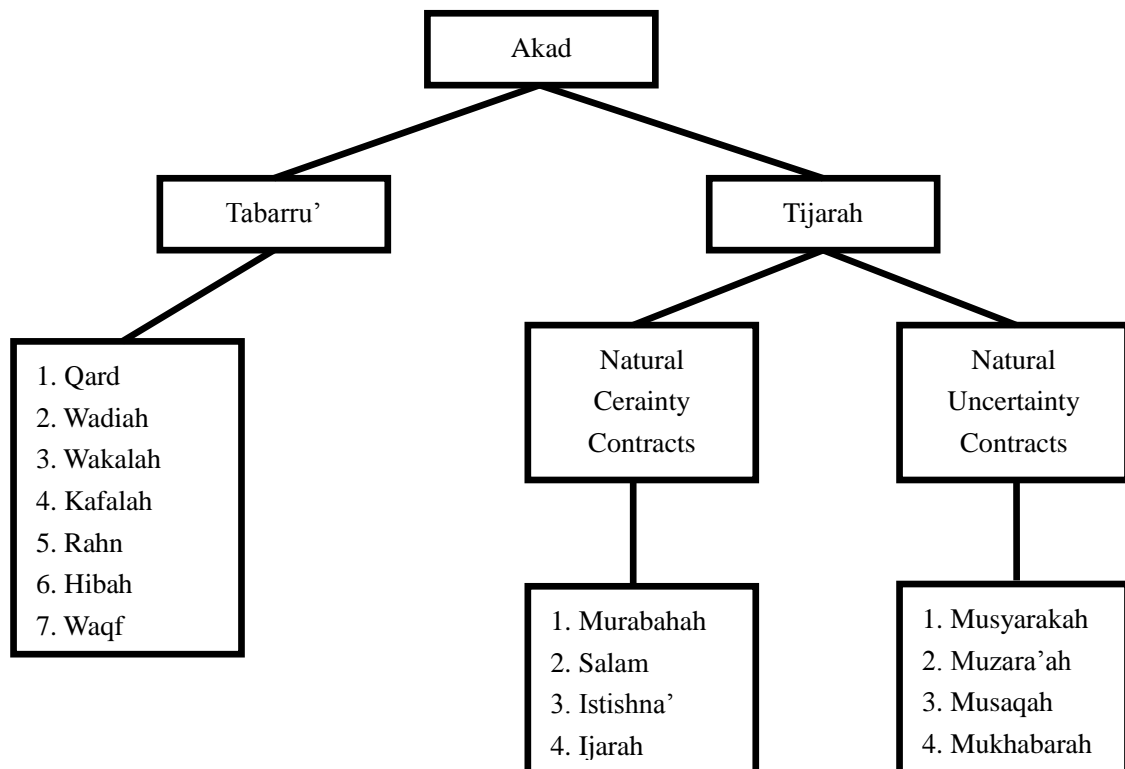 Akad
Tabarru’
Tijarah
1. Qard
2. Wadiah
3. Wakalah
4. Kafalah
5. Rahn
6. Hibah
7. Waqf
Natural
Cerainty
Contracts
Natural
Uncertainty
Contracts
1. Murabahah
2. Salam
3. Istishna’
4. Ijarah
1. Musyarakah
2. Muzara’ah
3. Musaqah
4. Mukhabarah